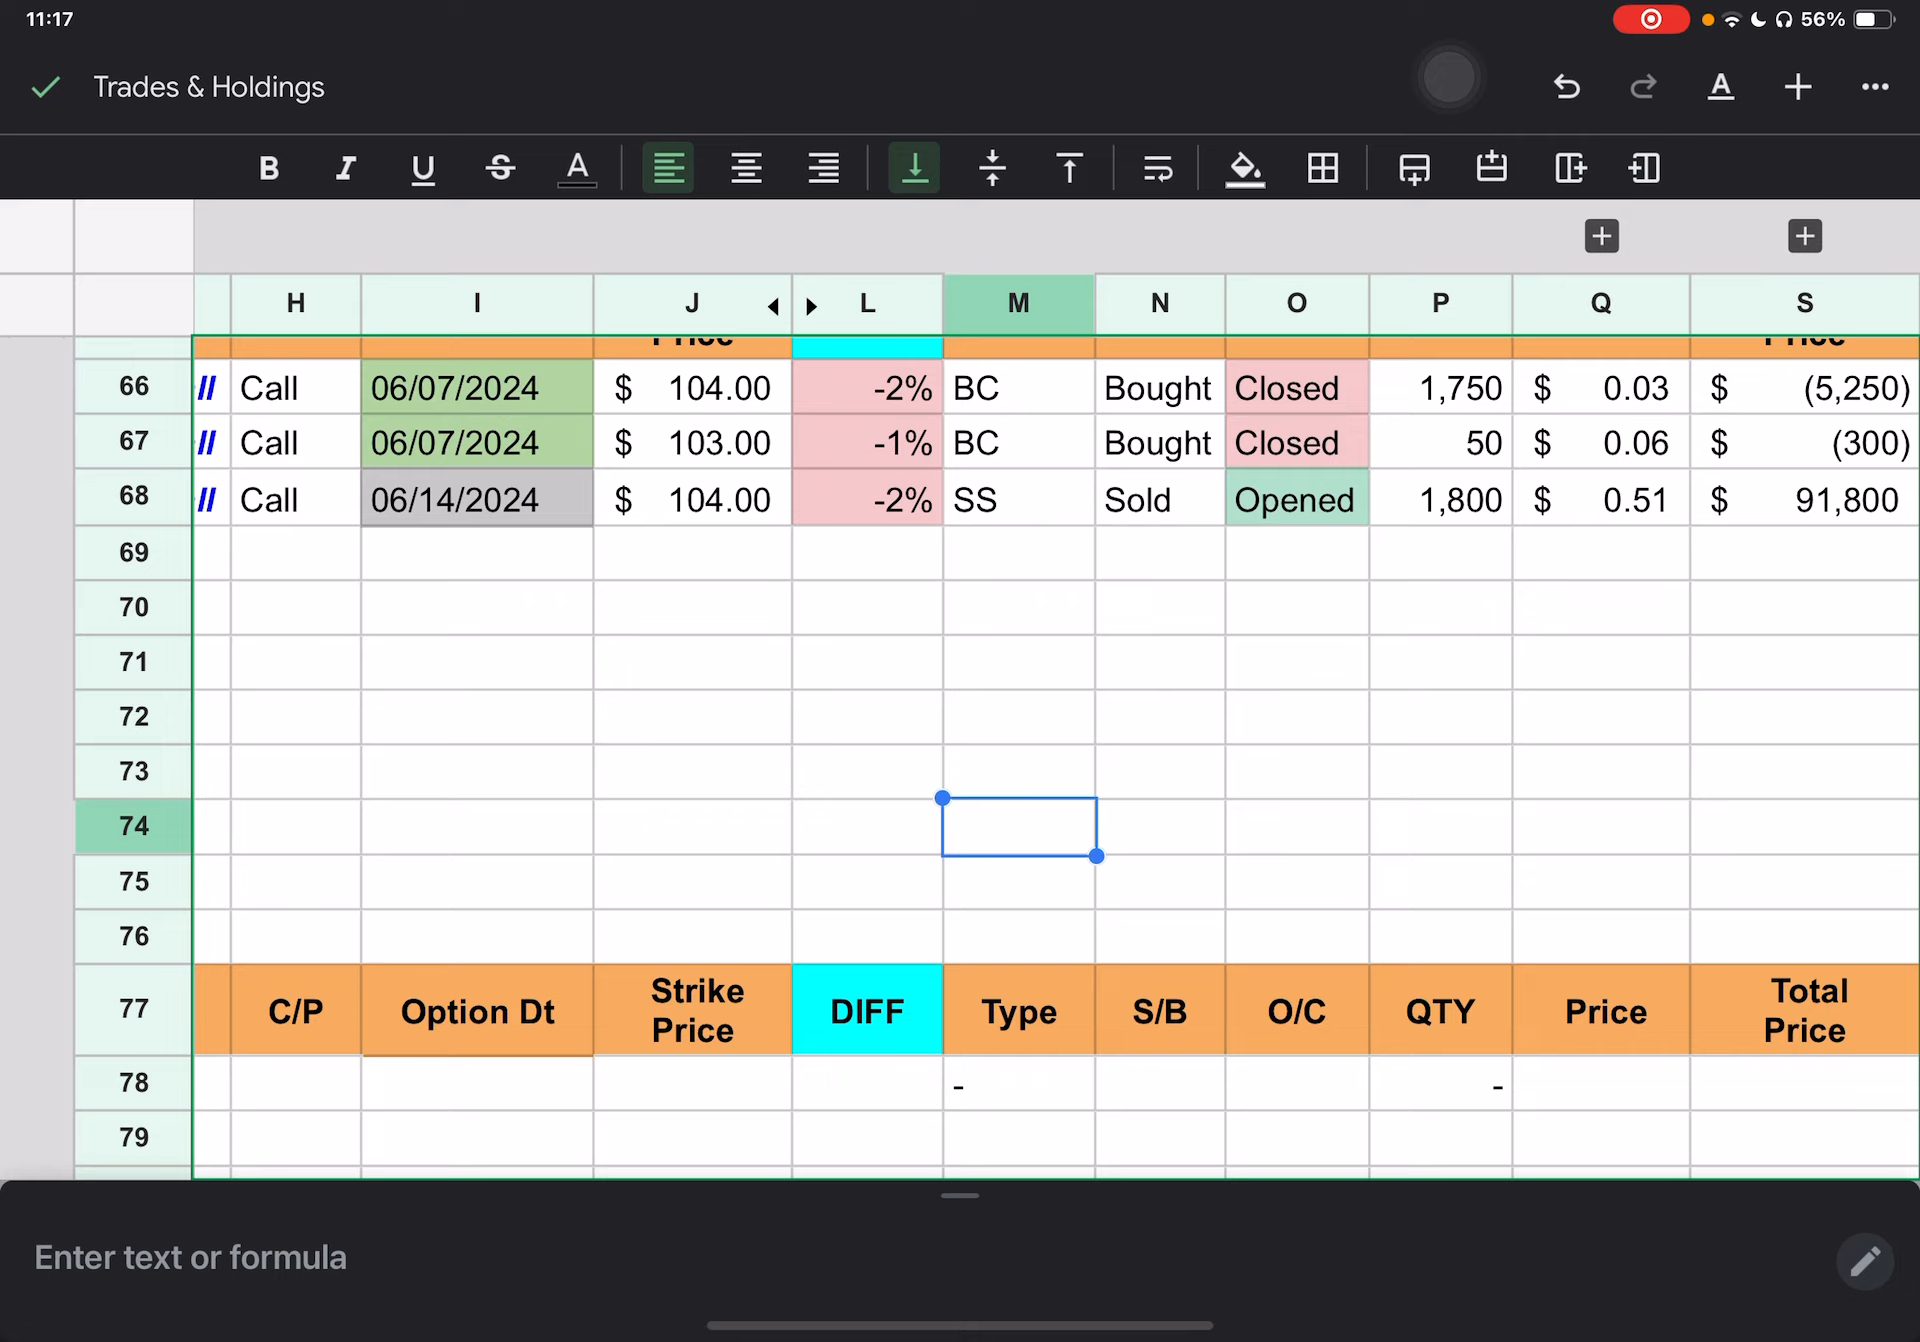 11:17
56%
Trades & Holdings
B I U S A
H I J L M N O P Q S
Price Price
66 // Call 06/07/2024 $ 104.00 -2% BC Bought Closed 1,750 $ 0.03 $ (5,250)
67 // Call 06/07/2024 $ 103.00 -1% BC Bought Closed 50 $ 0.06 $ (300)
68 // Call 06/14/2024 $ 104.00 -2% SS Sold Opened 1,800 $ 0.51 $ 91,800
69
70
71
72
73
74
75
76
77 C/P Option Dt Strike Price DIFF Type S/B O/C QTY Price Total Price
78 - -
79
Enter text or formula